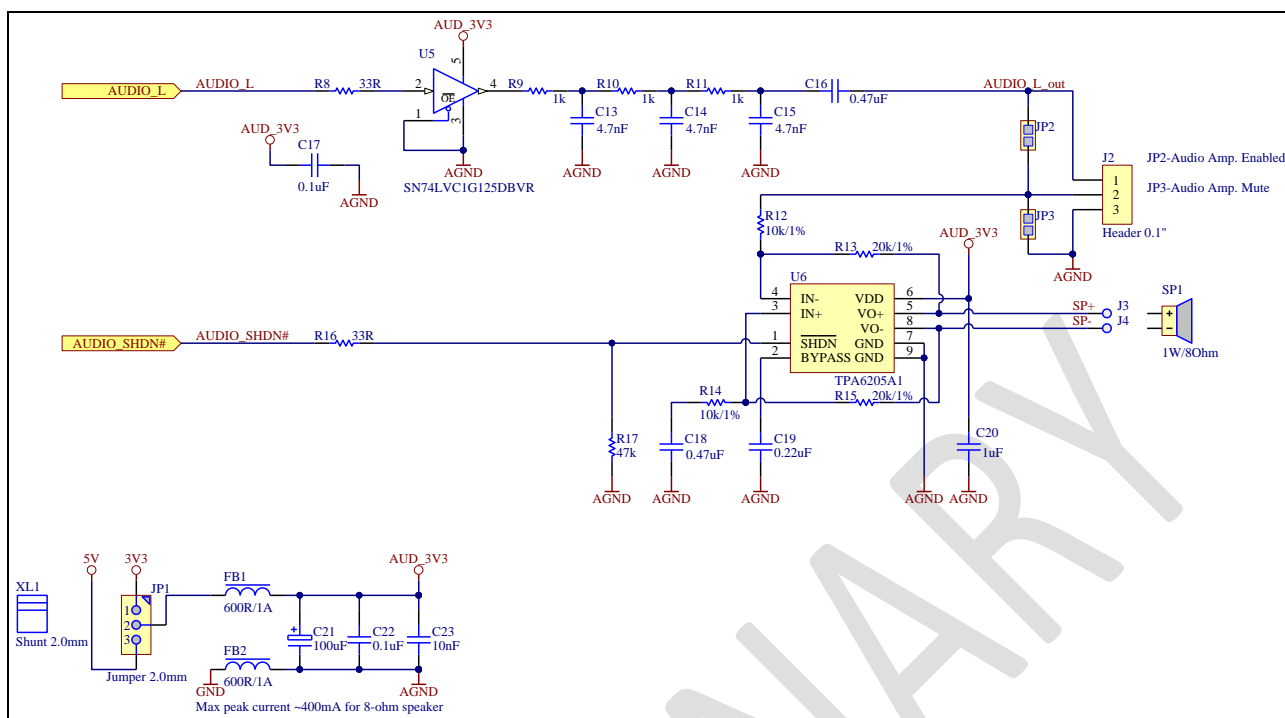 AUD_3V3
U5
AUDIO_L
AUDIO_L
R8 33R
2
5
4
OE
1
3
R9
1k
R10
1k
R11
1k
C16
0.47uF
AUDIO_L_out
C13
4.7nF
C14
4.7nF
C15
4.7nF
AUD_3V3
C17
0.1uF
AGND
AGND
SN74LVC1G125DBVR
AGND
AGND
AGND
JP2
J2
JP2-Audio Amp. Enabled
1
2
3
JP3-Audio Amp. Mute
JP3
Header 0.1"
AGND
R12
10k/1%
R13 20k/1%
AUD_3V3
U6
4 IN- VDD 6
3 IN+ VO+ 5
VO- 8
1 SHDN GND 7
2 BYPASS GND 9
TPA6205A1
SP+ J3
SP- J4
SP1
+
1W/8Ohm
AUDIO_SHDN#
AUDIO_SHDN#
R16 33R
R14
10k/1%
R15 20k/1%
R17
47k
C18
0.47uF
C19
0.22uF
C20
1uF
AGND
AGND
AGND
AGND
AGND
5V
3V3
AUD_3V3
XL1
Shunt 2.0mm
JP1
1
2
3
Jumper 2.0mm
FB1
600R/1A
+
C21
100uF
C22
0.1uF
C23
10nF
FB2
600R/1A
GND
AGND
Max peak current ~400mA for 8-ohm speaker
NARY